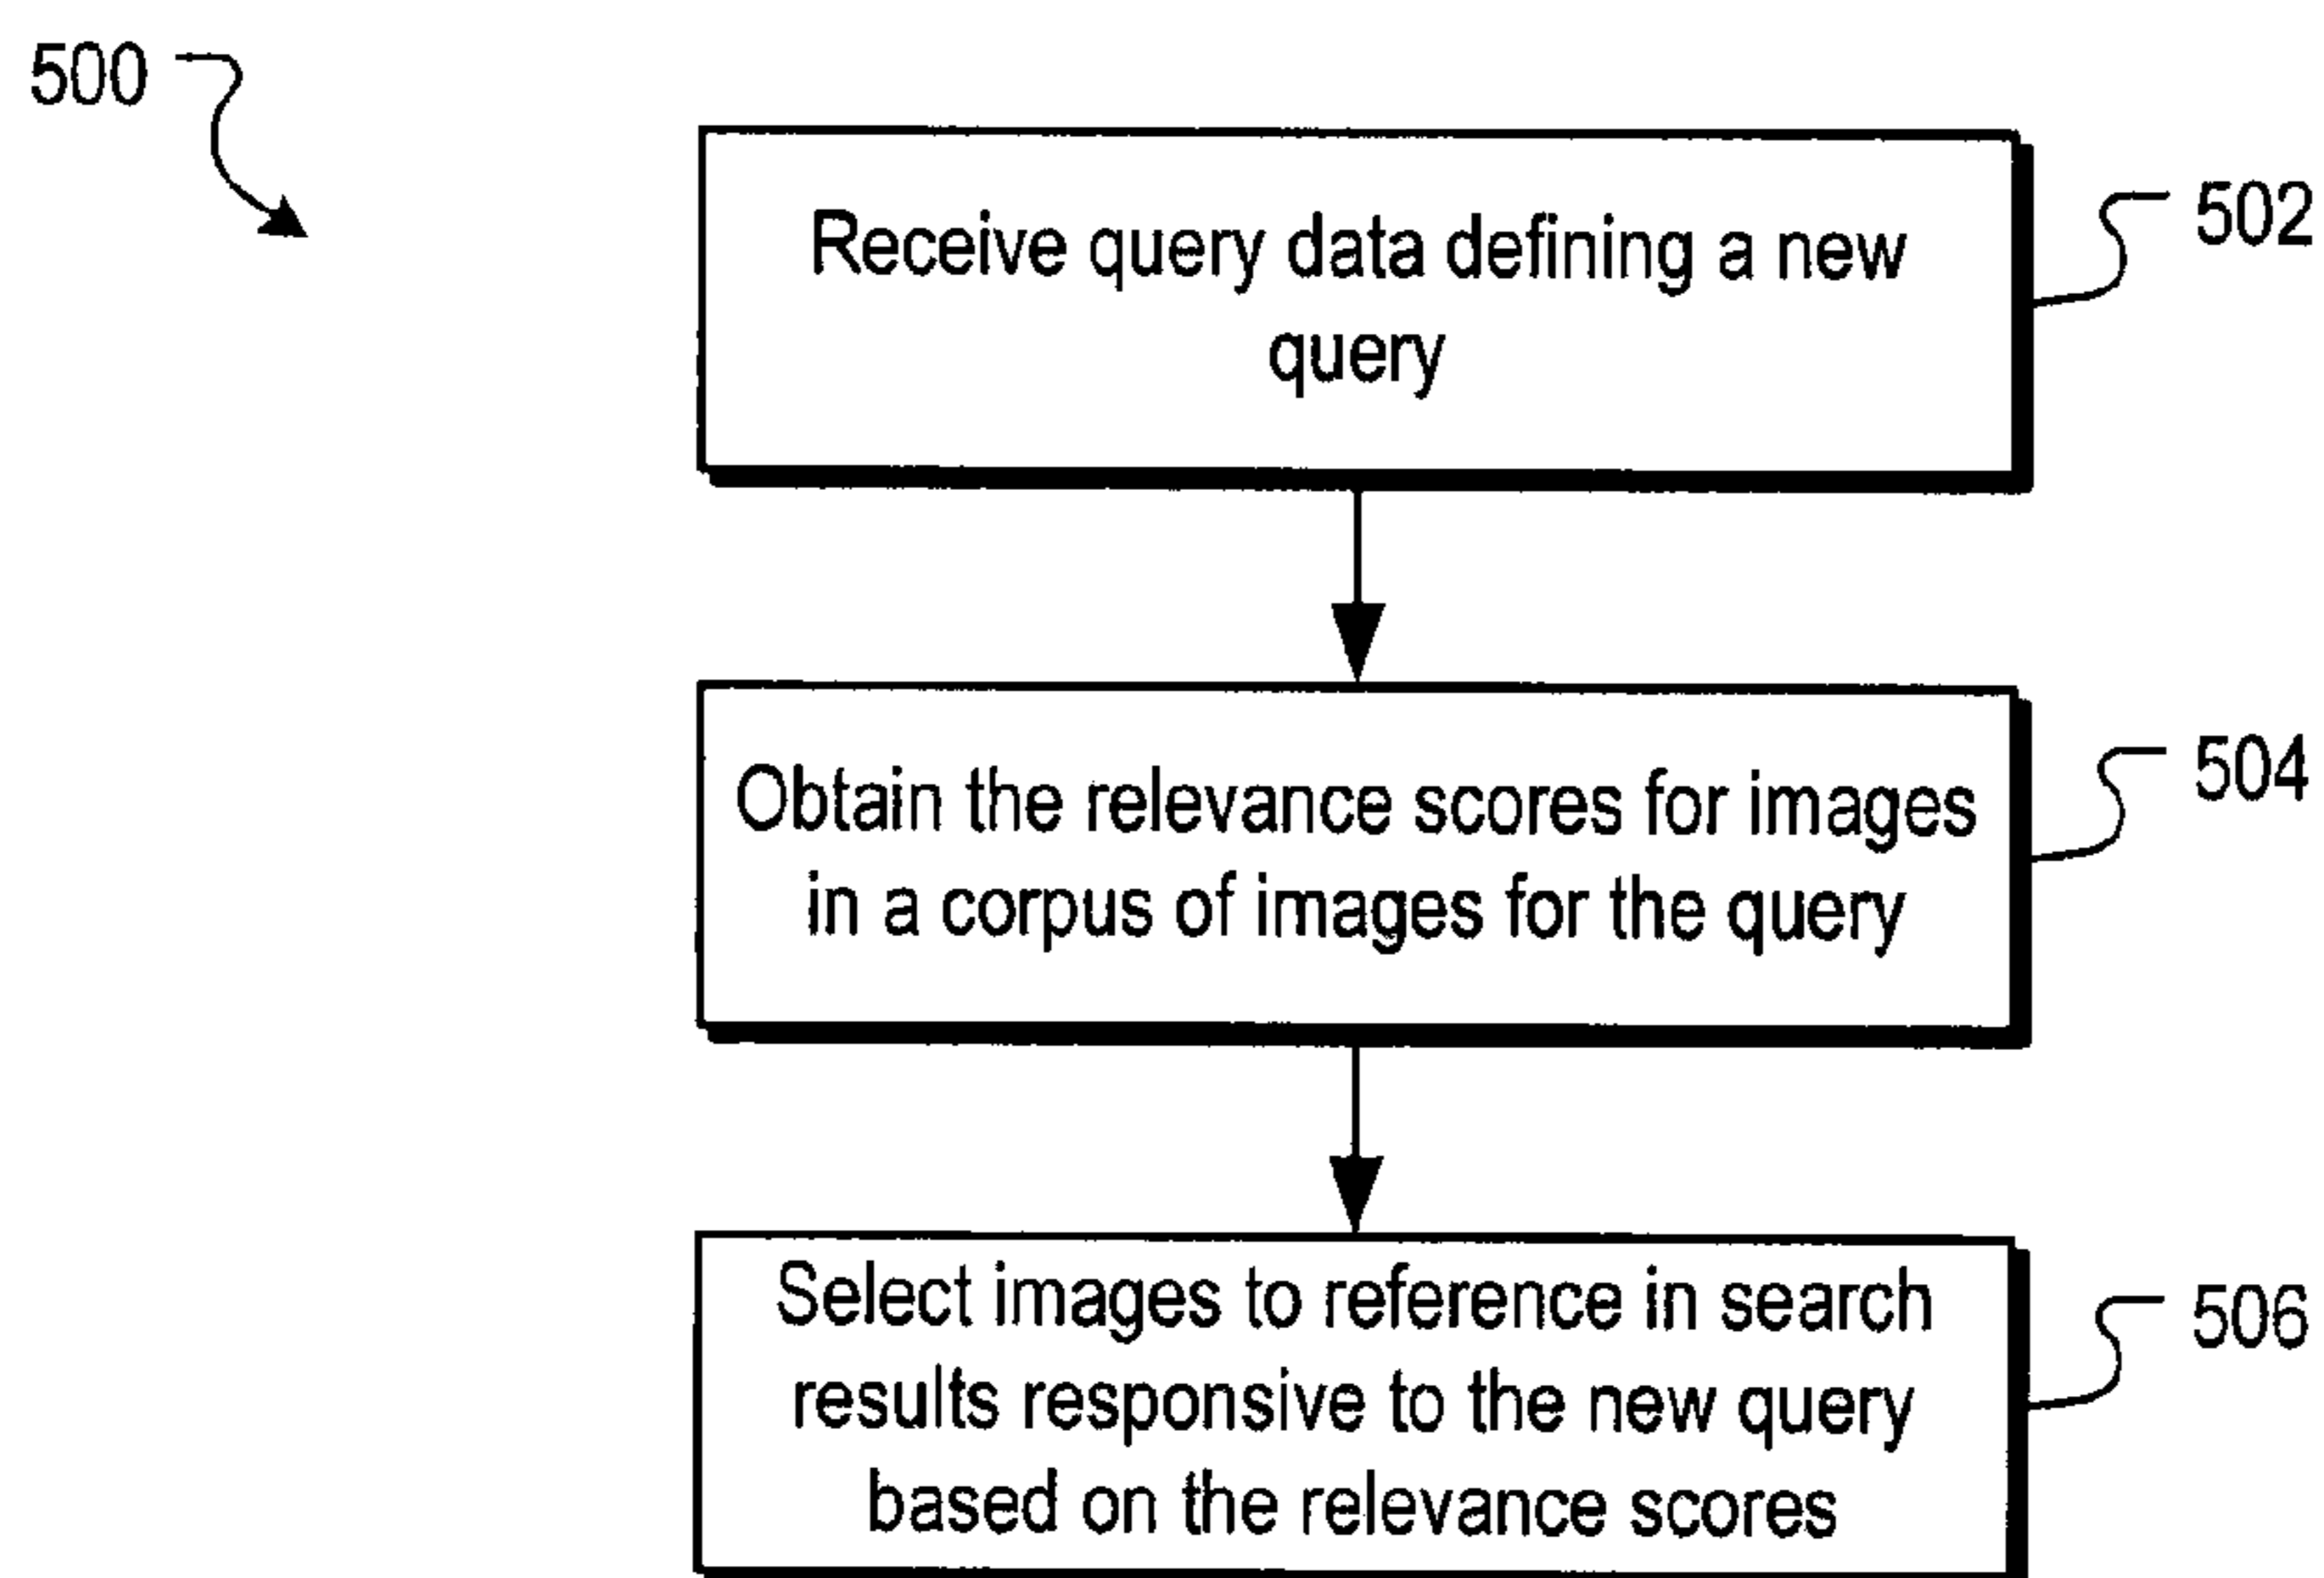 500
Receive query data defining a new
query
502
Obtain the relevance scores for images
in a corpus of images for the query
504
Select images to reference in search
results responsive to the new query
based on the relevance scores
506